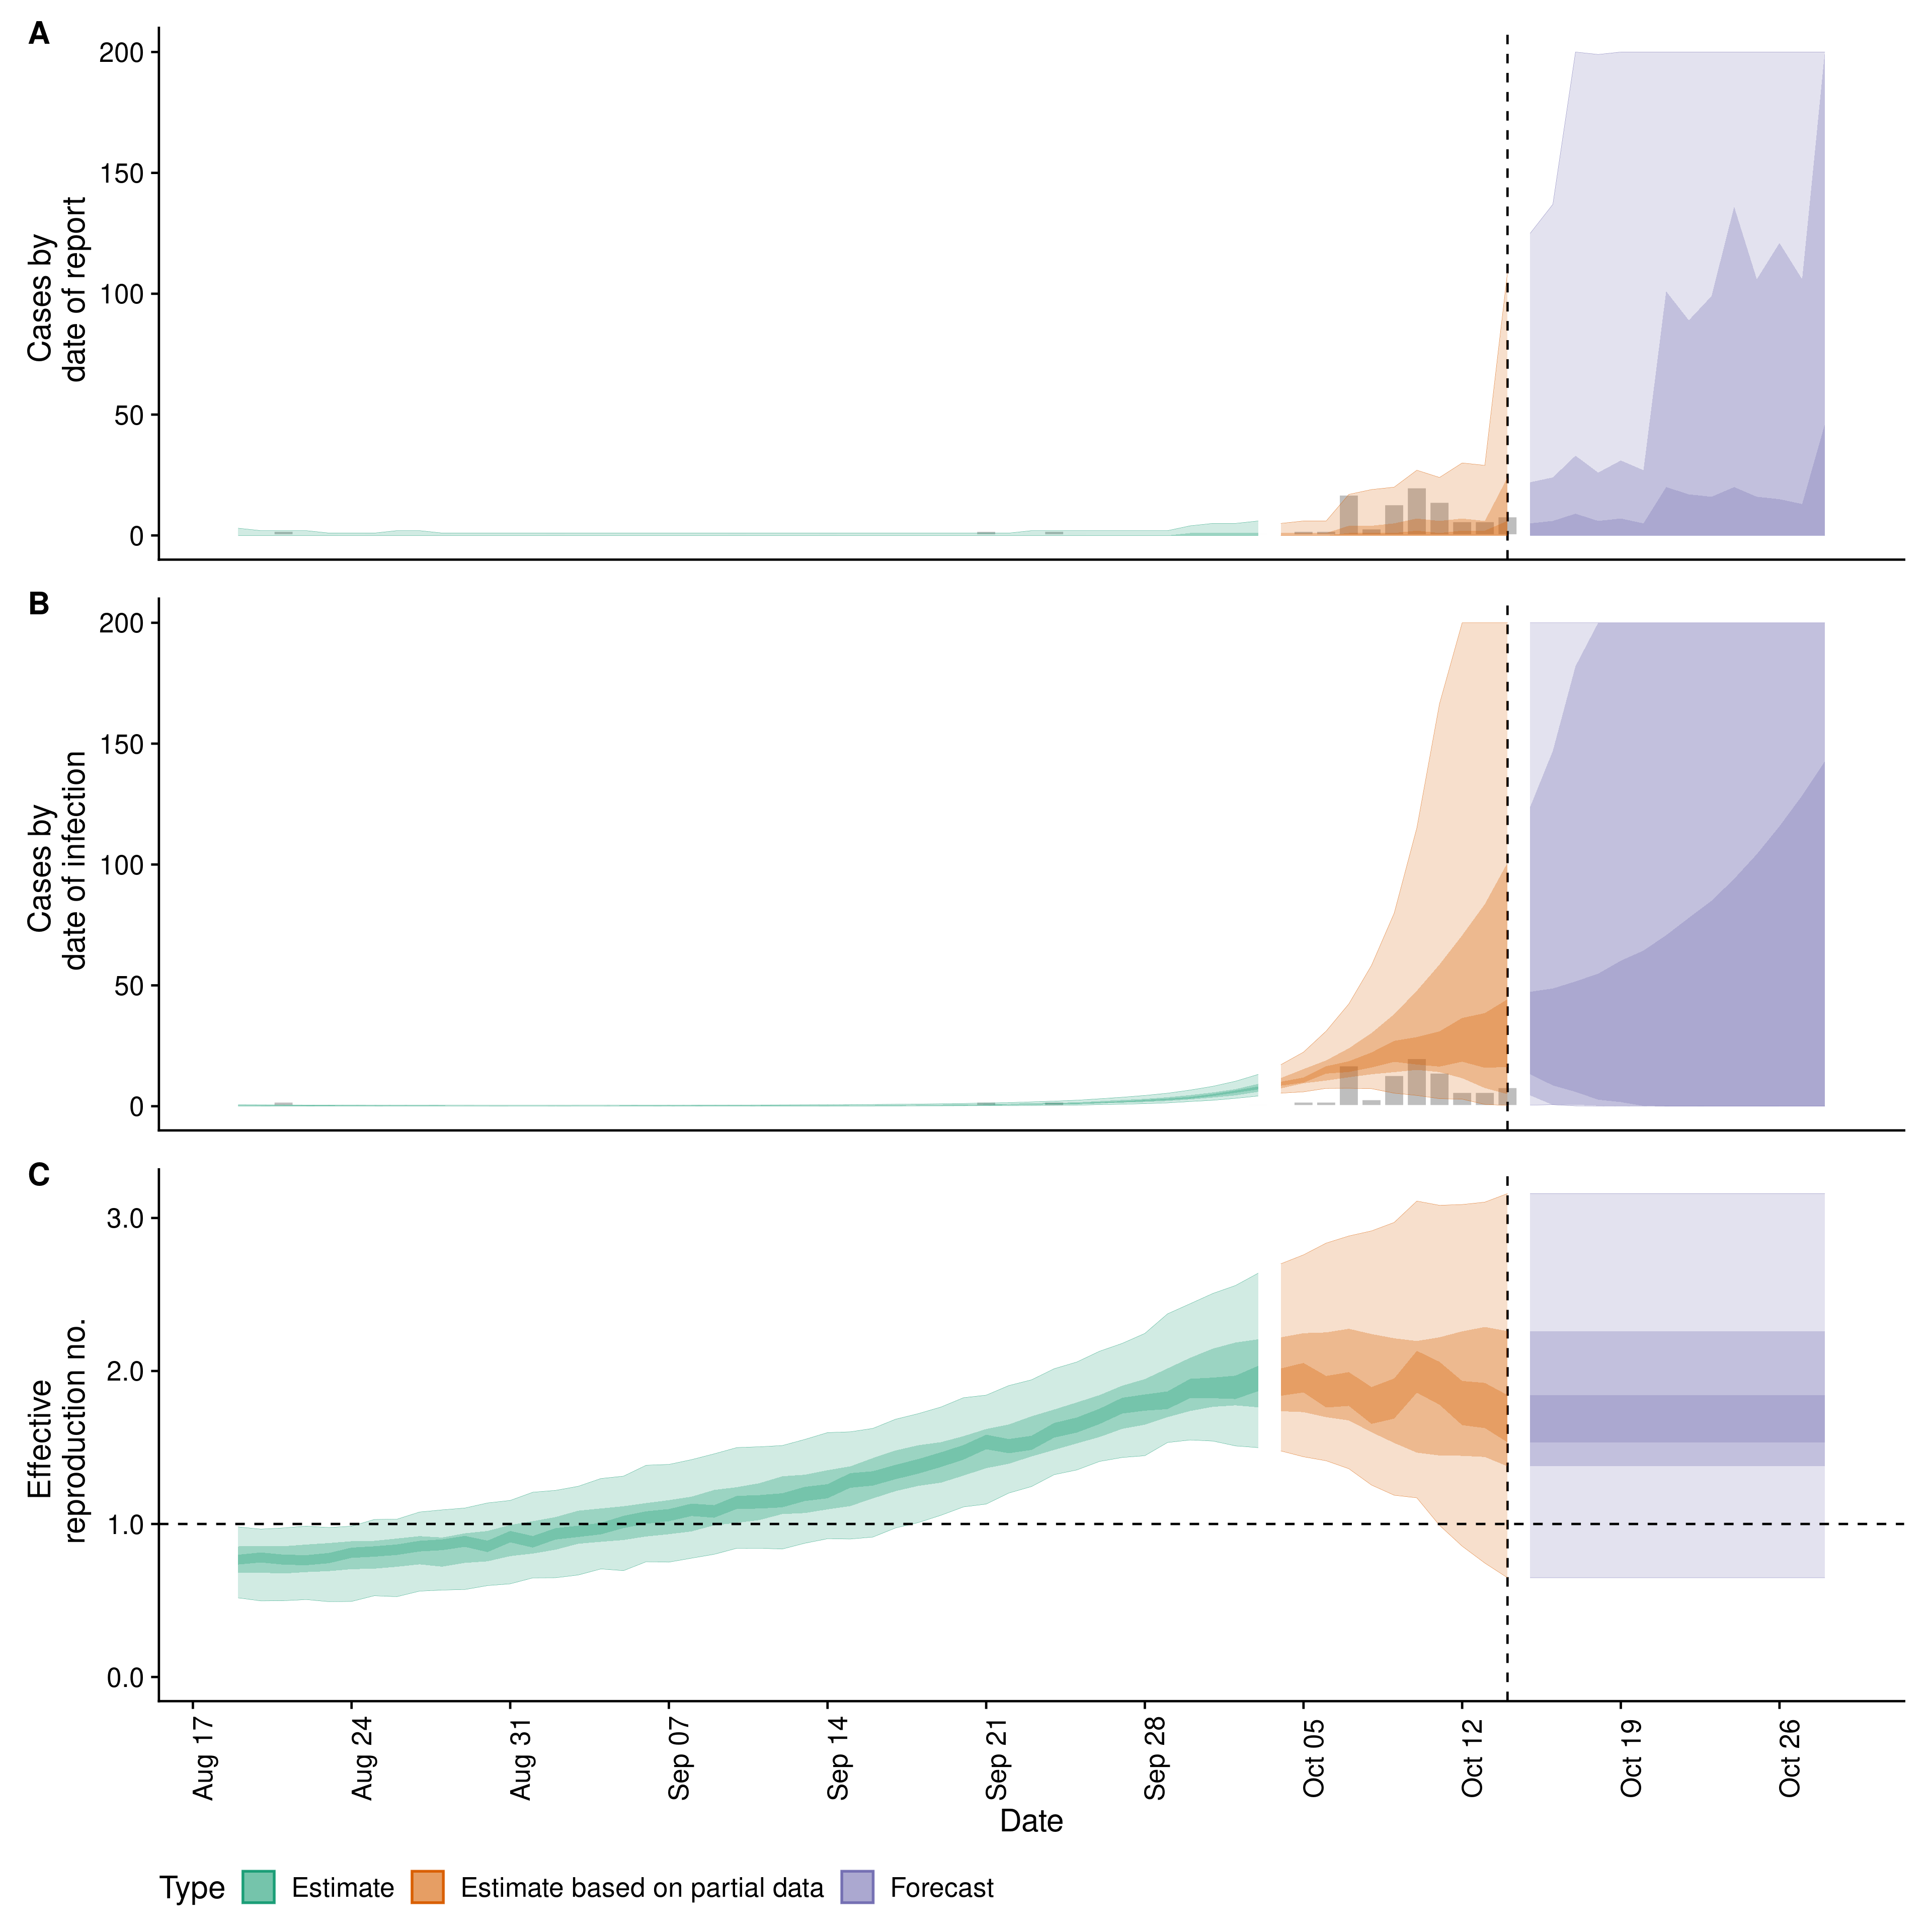 A
200
150
100
50
0
Cases by
date of report
B
200
150
100
50
0
Cases by
date of infection
C
3.0
2.0
1.0
0.0
Effective
reproduction no.
Aug 17
Aug 24
Aug 31
Sep 07
Sep 14
Sep 21
Sep 28
Oct 05
Oct 12
Oct 19
Oct 26
Date
Type Estimate Estimate based on partial data Forecast